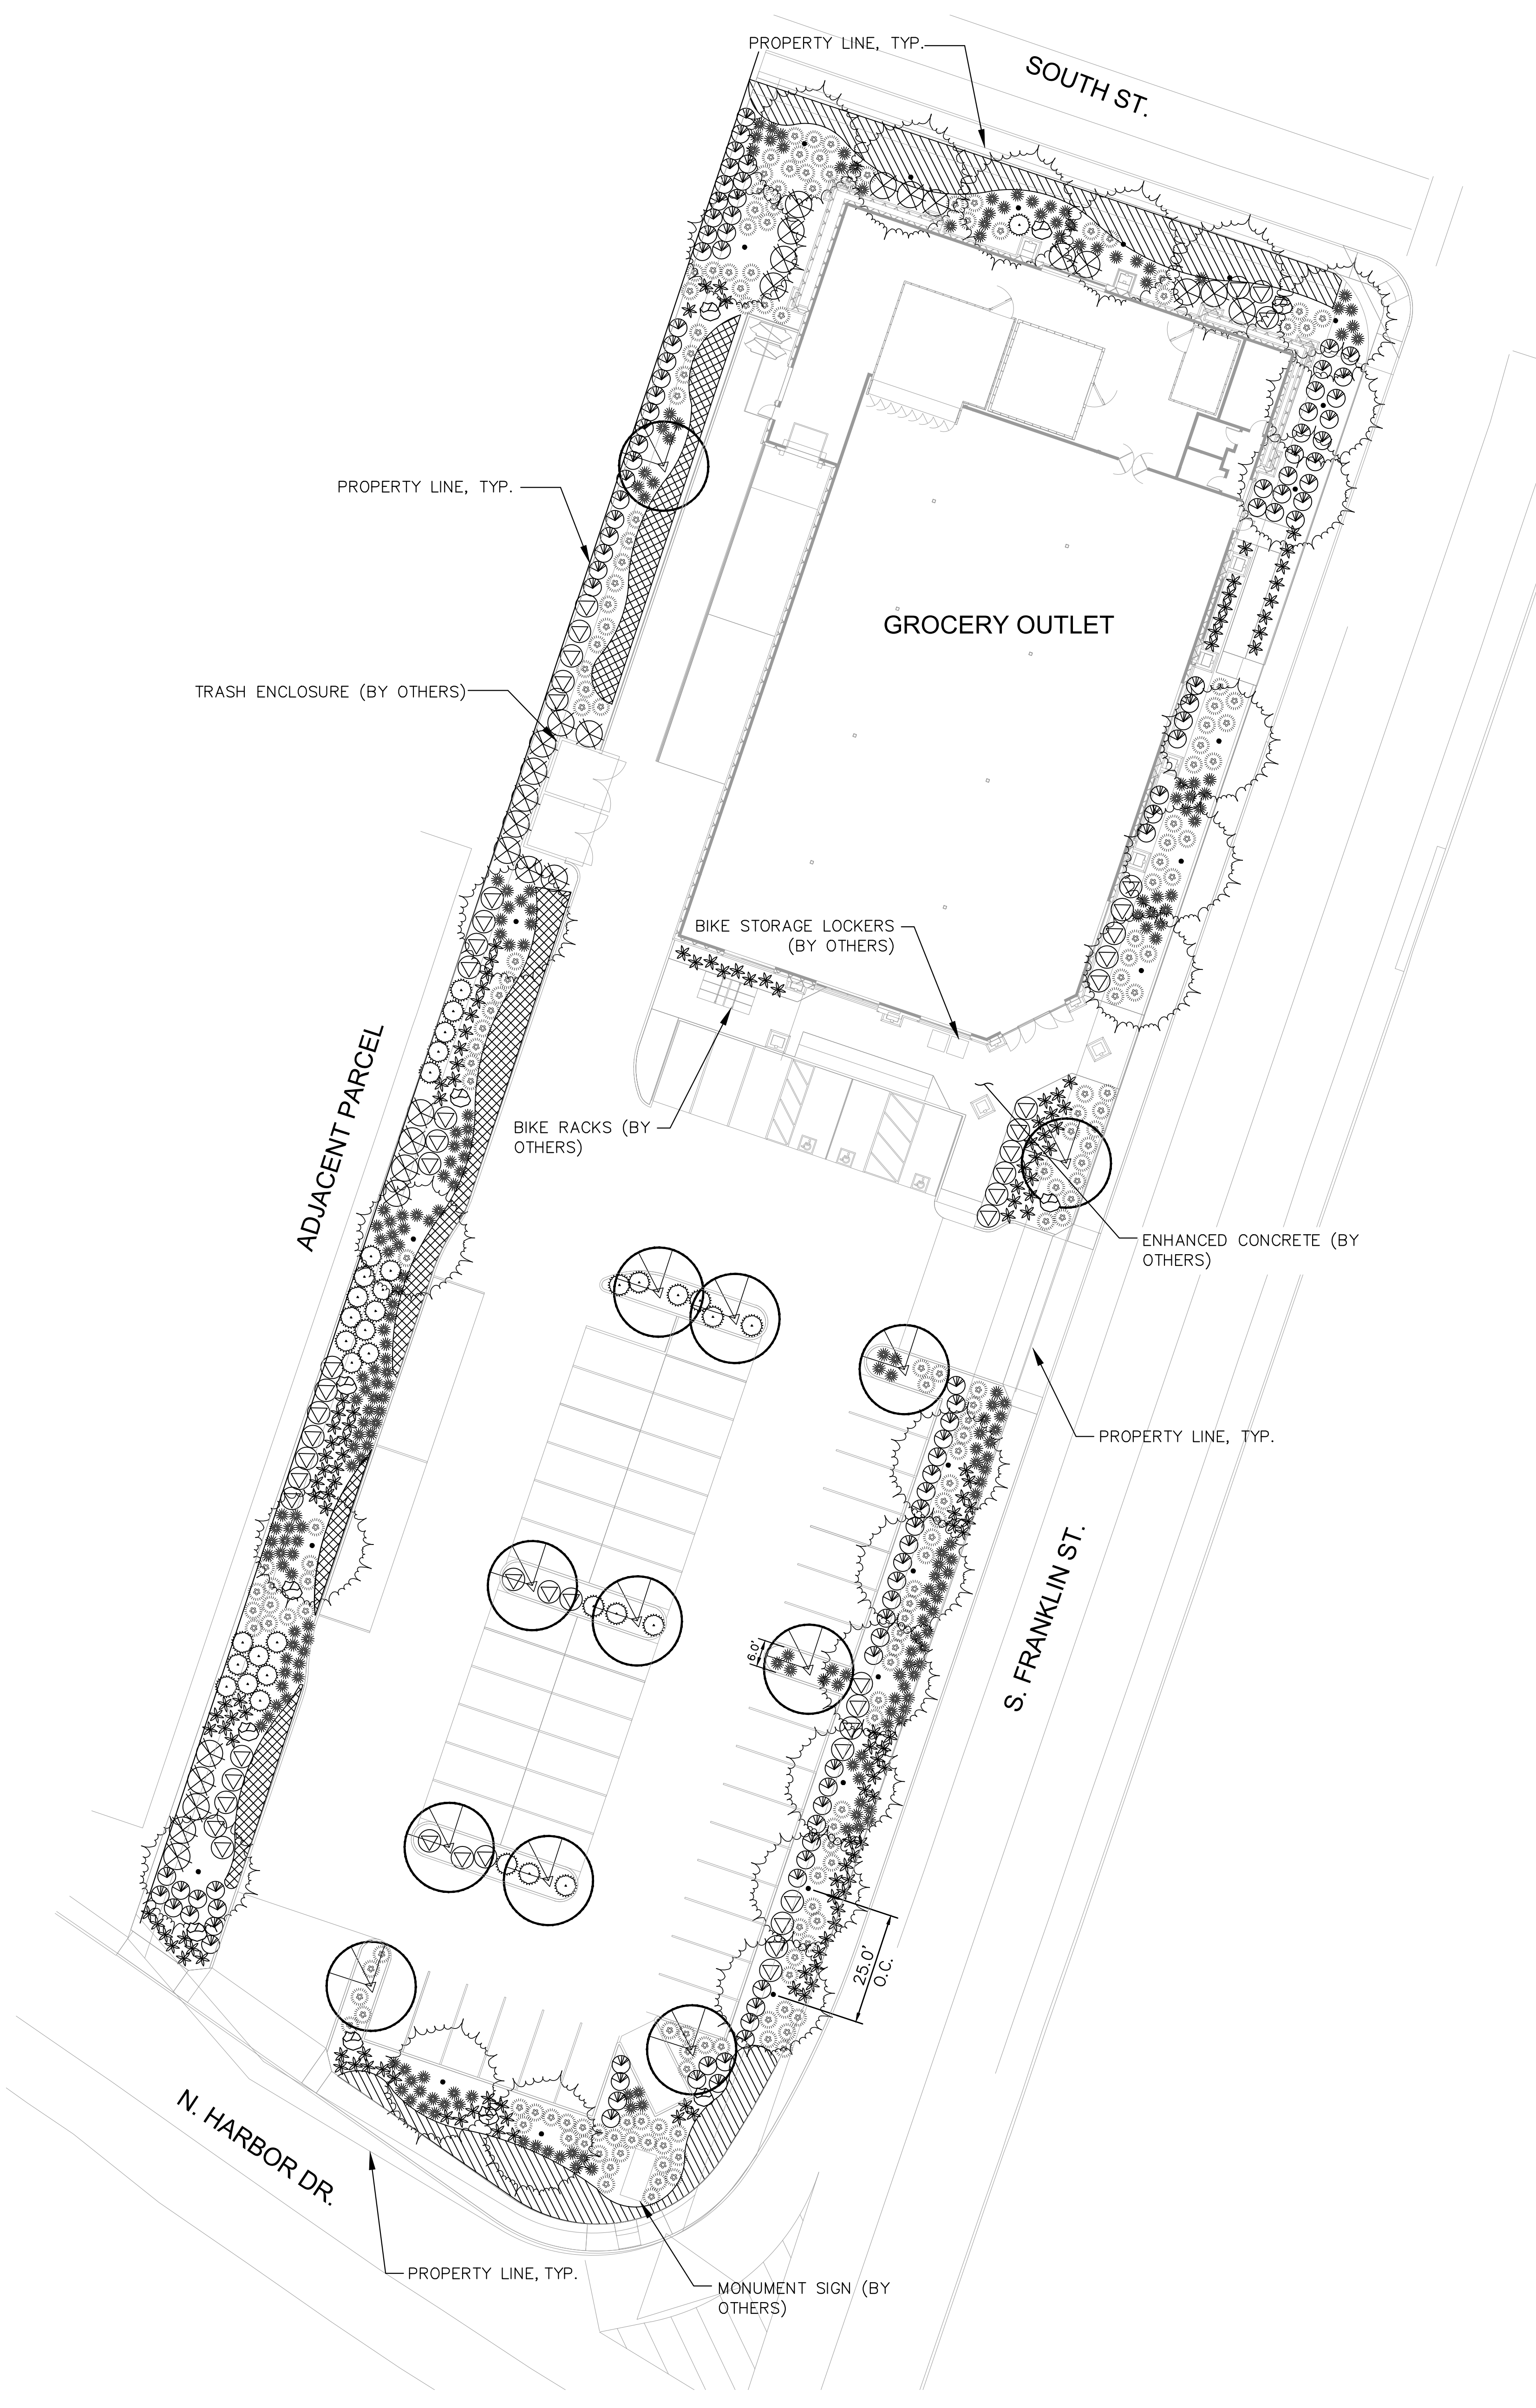 PROPERTY LINE, TYP.
SOUTH ST.
PROPERTY LINE, TYP.
GROCERY OUTLET
TRASH ENCLOSURE (BY OTHERS)
BIKE STORAGE LOCKERS
(BY OTHERS)
ADJACENT PARCEL
BIKE RACKS (BY
OTHERS)
ENHANCED CONCRETE (BY
OTHERS)
PROPERTY LINE, TYP.
S. FRANKLIN ST.
6.0'
25.0'
O.C.
N. HARBOR DR.
PROPERTY LINE, TYP.
MONUMENT SIGN (BY
OTHERS)